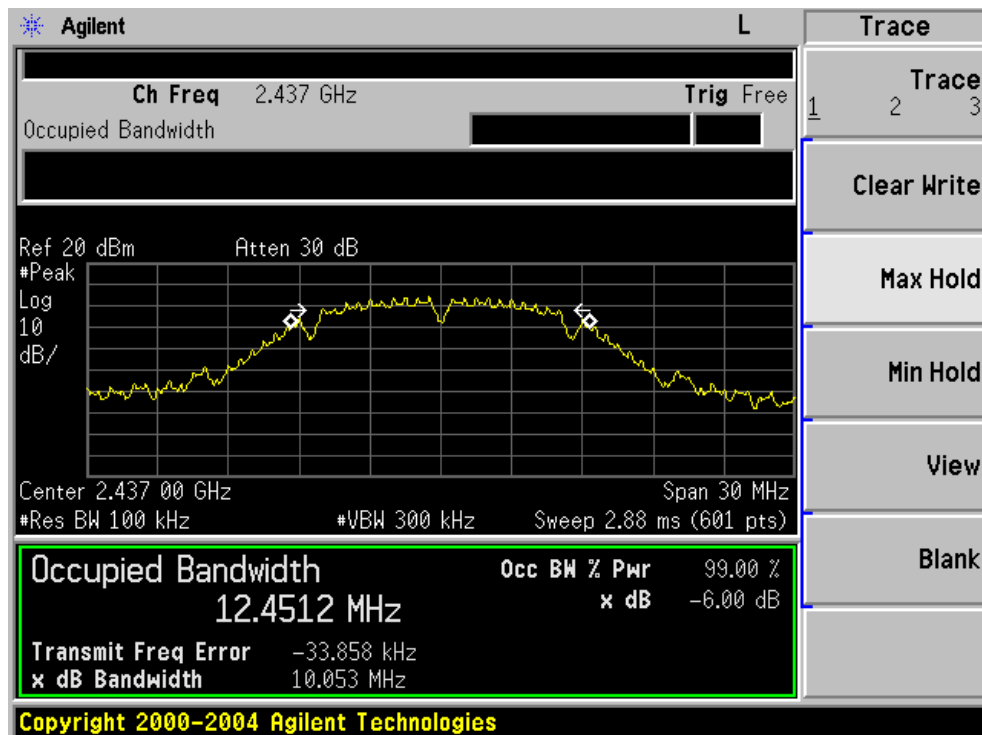 Agilent
L
Trace
Ch Freq 2.437 GHz
Trig Free
Occupied Bandwidth
Trace
1 2 3
Clear Write
Max Hold
Min Hold
View
Blank
Ref 20 dBm Atten 30 dB
#Peak
Log
10
dB/
Center 2.437 00 GHz Span 30 MHz
#Res BW 100 kHz #VBW 300 kHz Sweep 2.88 ms (601 pts)
Occupied Bandwidth
12.4512 MHz
Occ BW % Pwr 99.00 %
x dB -6.00 dB
Transmit Freq Error -33.858 kHz
x dB Bandwidth 10.053 MHz
Copyright 2000-2004 Agilent Technologies